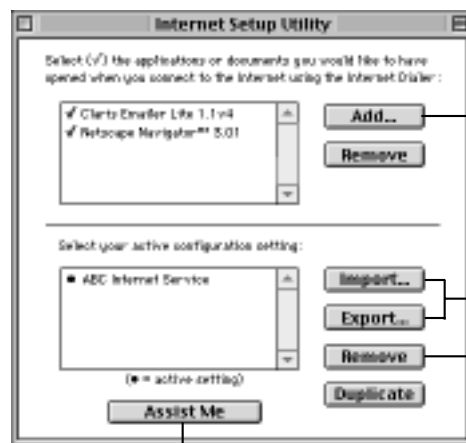 Internet Setup Utility
Select (√) the applications or documents you would like to have
opened when you connect to the Internet using the Internet Dialer:
√ Claris Emailer Lite 1.1v4
√ Netscape Navigator™ 3.01
Add...
Remove
Select your active configuration setting:
• ABC Internet Service
Import...
Export...
Remove
(• = active setting)
Duplicate
Assist Me